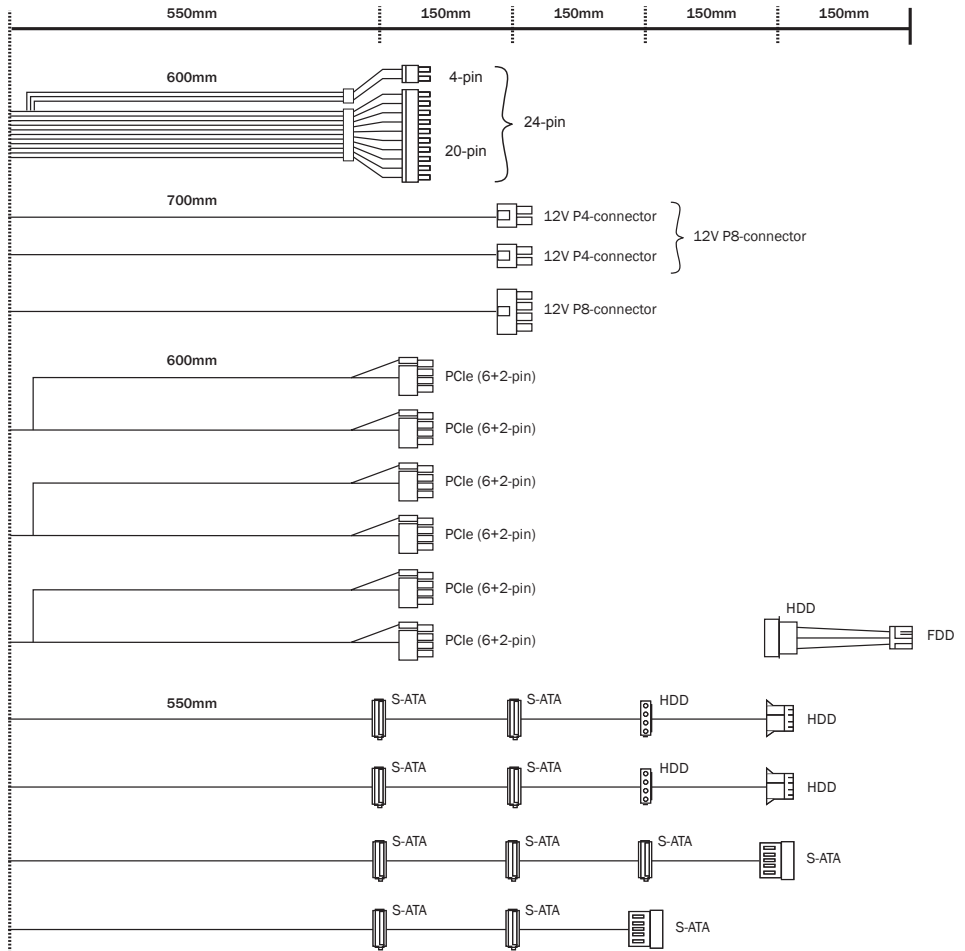 550mm 150mm 150mm 150mm 150mm
600mm
4-pin
24-pin
20-pin
700mm
12V P4-connector
12V P8-connector
12V P4-connector
12V P8-connector
600mm
PCIe (6+2-pin)
PCIe (6+2-pin)
PCIe (6+2-pin)
PCIe (6+2-pin)
PCIe (6+2-pin)
HDD
FDD
PCIe (6+2-pin)
550mm
S-ATA S-ATA HDD
HDD
S-ATA S-ATA HDD
HDD
S-ATA S-ATA S-ATA
S-ATA
S-ATA S-ATA
S-ATA